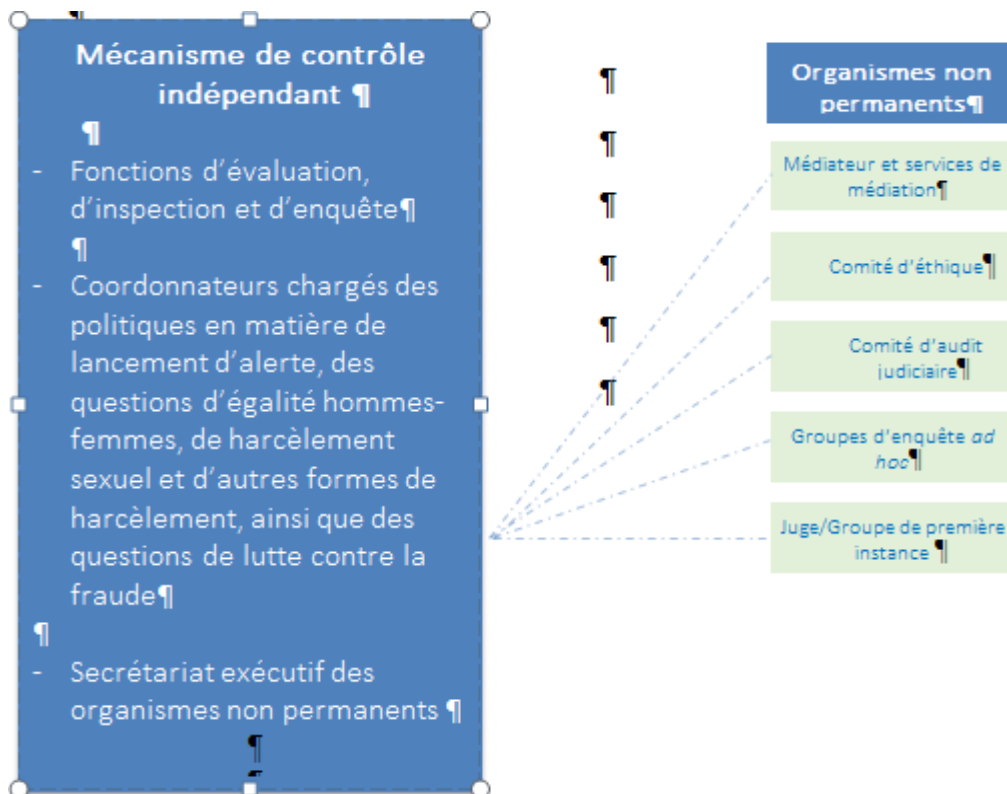 Mécanisme de contrôle
indépendant ¶
¶
- Fonctions d'évaluation,
d'inspection et d'enquête¶
¶
- Coordonnateurs chargés des
politiques en matière de
lancement d'alerte, des
questions d'égalité hommes-
femmes, de harcèlement
sexuel et d'autres formes de
harcèlement, ainsi que des
questions de lutte contre la
fraude¶
¶
- Secrétariat exécutif des
organismes non permanents ¶
¶
¶
¶
¶
¶
¶
¶
¶
Organismes non
permanents¶
Médiateur et services de
médiation¶
Comité d'éthique¶
Comité d'audit
judiciaire¶
Groupes d'enquête ad
hoc¶
Juge/Groupe de première
instance ¶